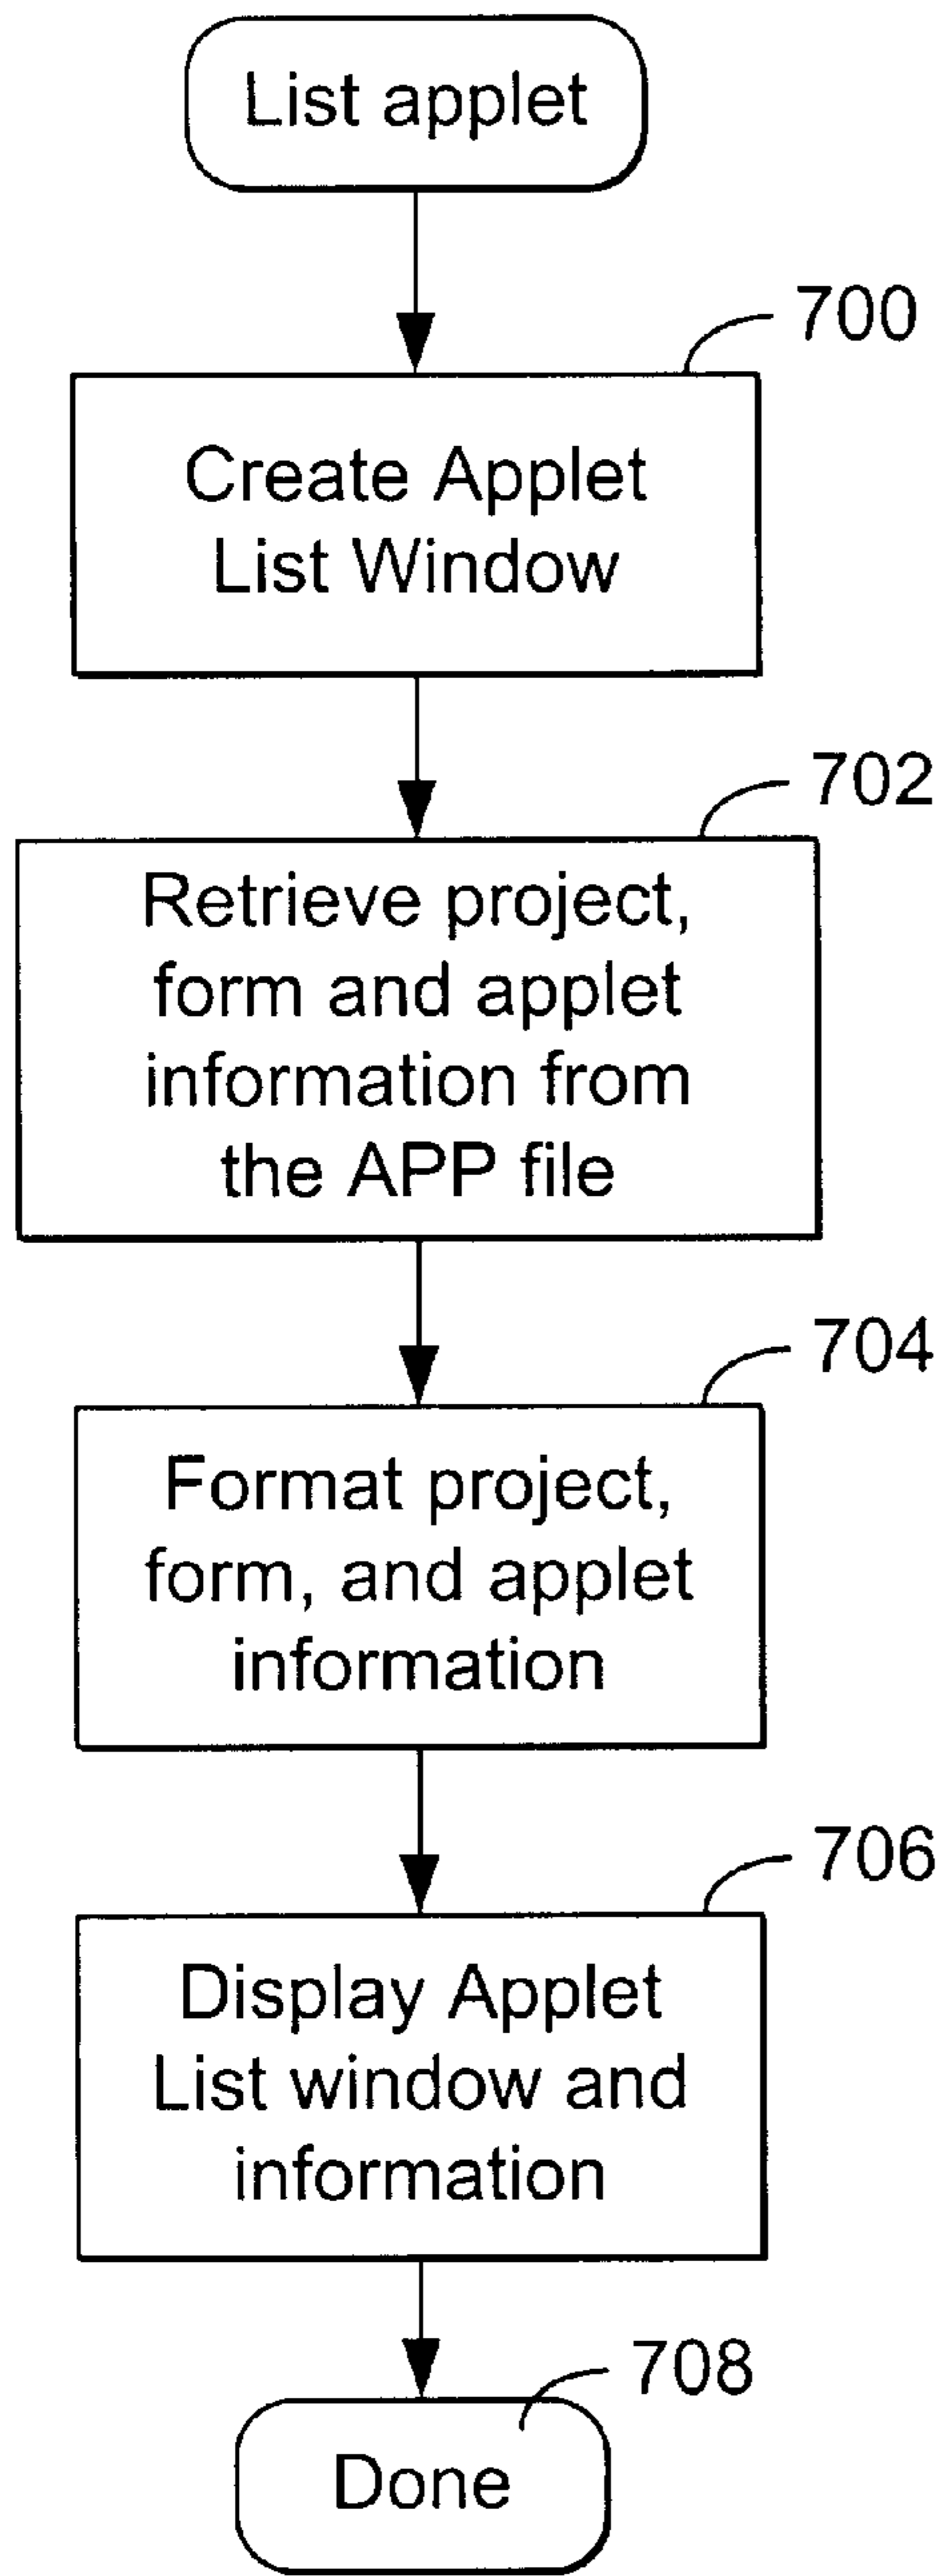 List applet
700
Create Applet
List Window
702
Retrieve project,
form and applet
information from
the APP file
704
Format project,
form, and applet
information
706
Display Applet
List window and
information
708
Done